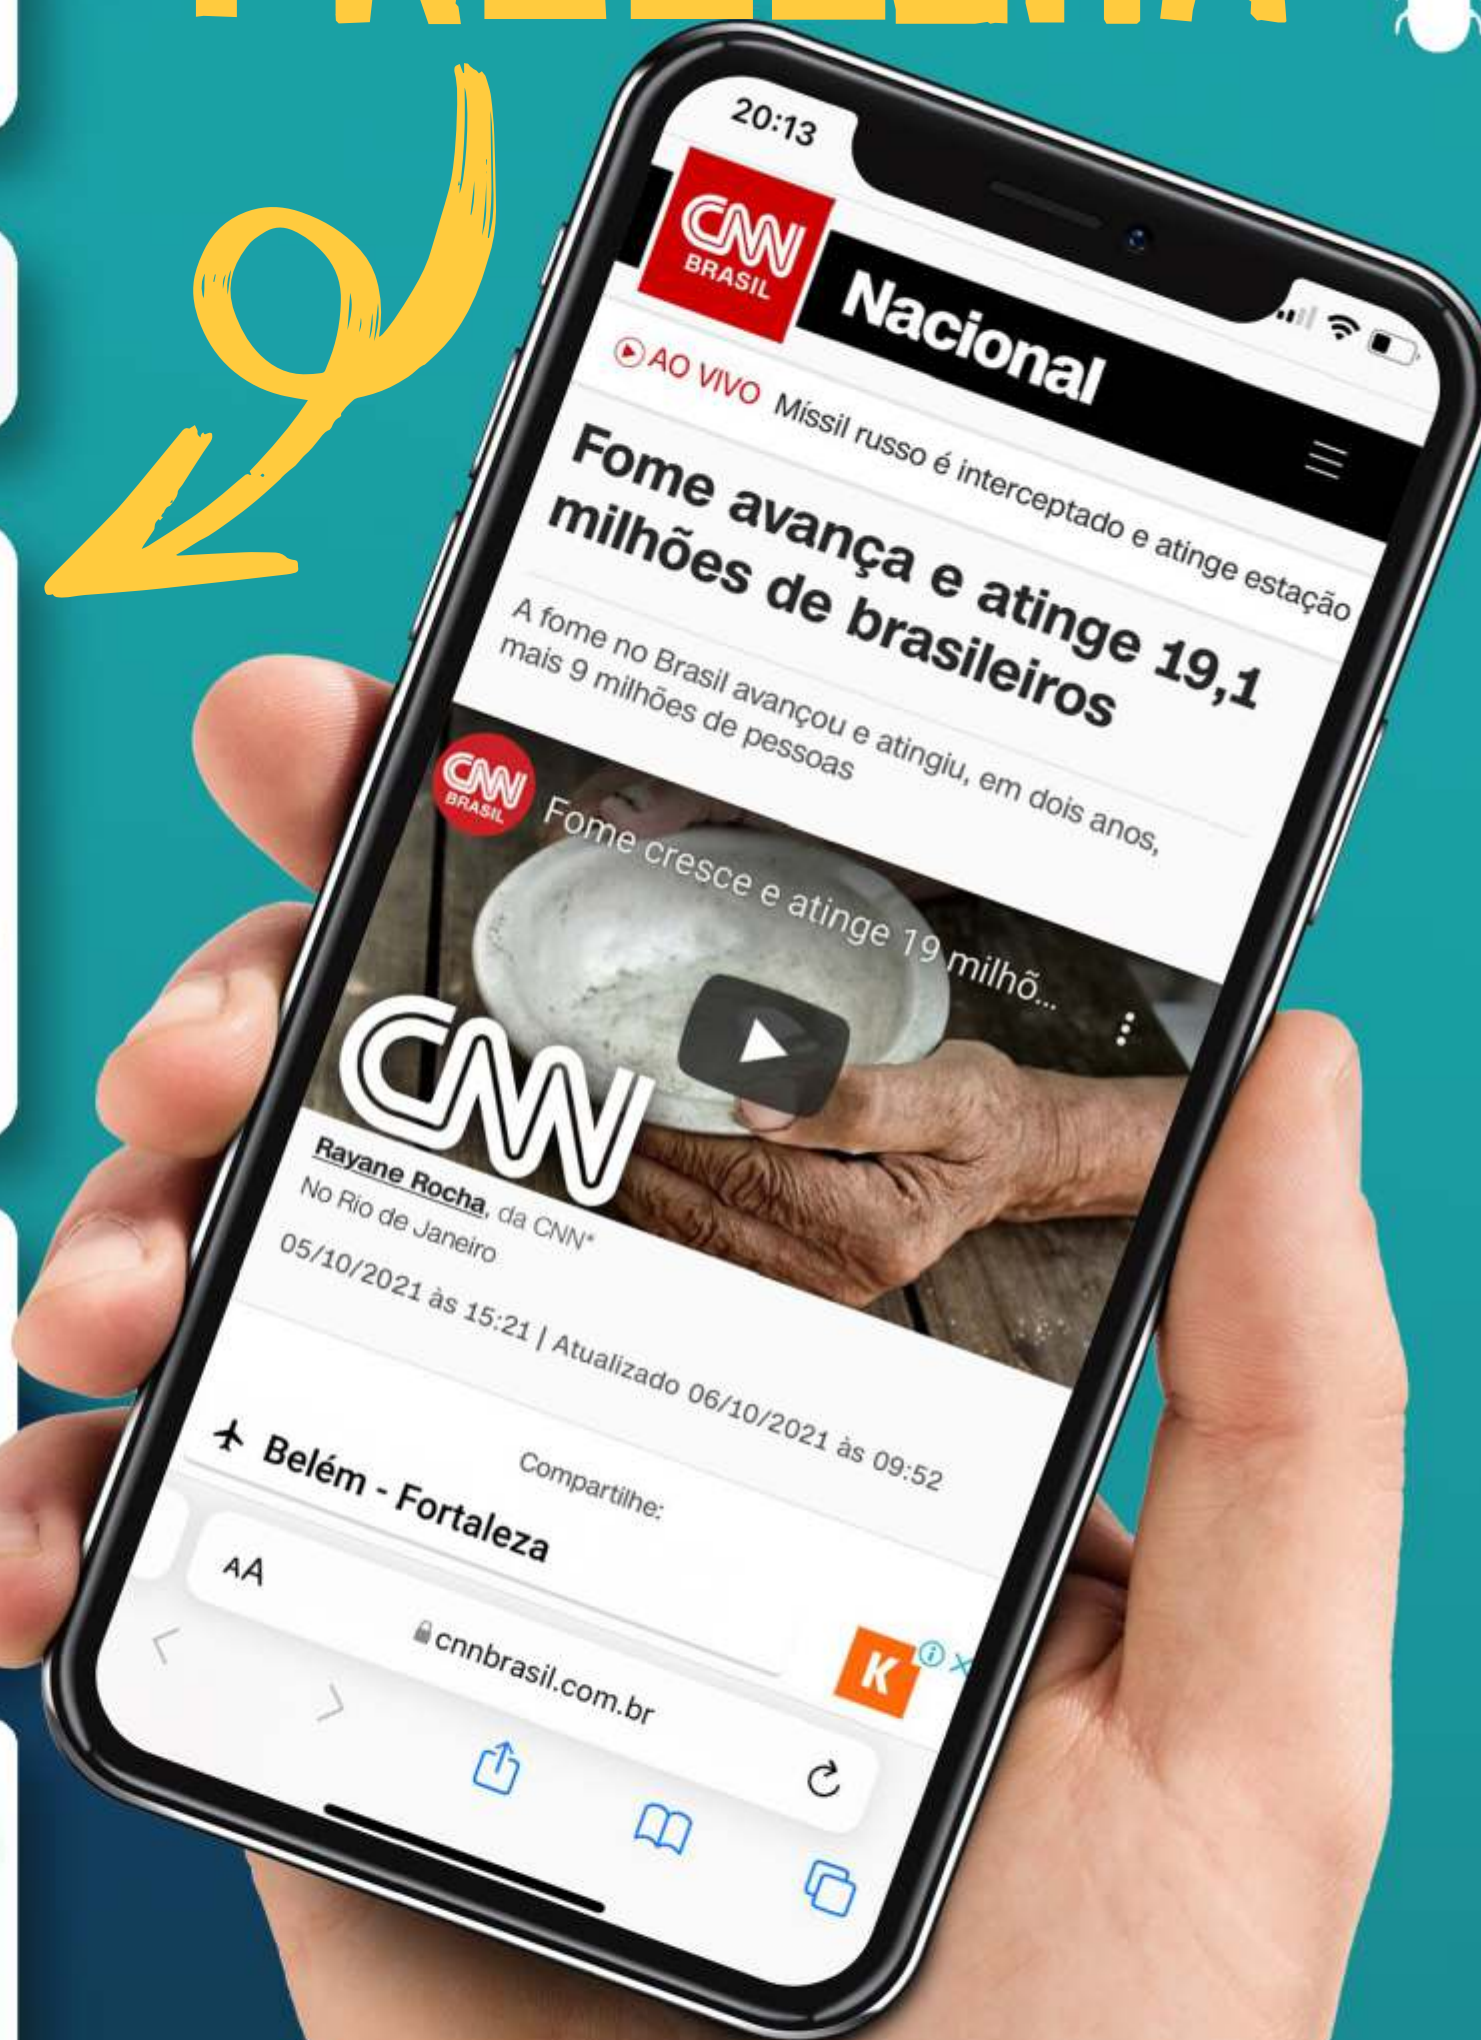 20:13
CNN
BRASIL
Nacional
AO VIVO Míssil russo é interceptado e atinge estação
Fome avança e atinge 19,1
milhões de brasileiros
A fome no Brasil avançou e atingiu, em dois anos,
mais 9 milhões de pessoas
CNN
BRASIL
Fome cresce e atinge 19 milhõ...
CNN
Rayane Rocha, da CNN*
No Rio de Janeiro
05/10/2021 às 15:21 | Atualizado 06/10/2021 às 09:52
Compartilhe:
Belém - Fortaleza
K
AA
cnnbrasil.com.br